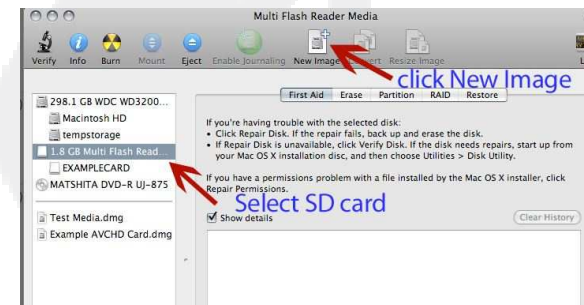 Multi Flash Reader Media
Verify Info Burn Mount Eject Enable Journaling New Image Convert Resize Image
click New Image
298.1 GB WDC WD3200...
Macintosh HD
tempstorage
1.8 GB Multi Flash Read...
EXAMPLECARD
MATSHITA DVD-R UJ-875
Test Media.dmg
Example AVCHD Card.dmg
First Aid Erase Partition RAID Restore
If you're having trouble with the selected disk:
• Click Repair Disk. If the repair fails, back up and erase the disk.
• If Repair Disk is unavailable, click Verify Disk. If the disk needs repairs, start up from
your Mac OS X installation disc, and then choose Utilities > Disk Utility.
If you have a permissions problem with a file installed by the Mac OS X installer, click
Repair Permissions.
Select SD card
Show details
Clear History